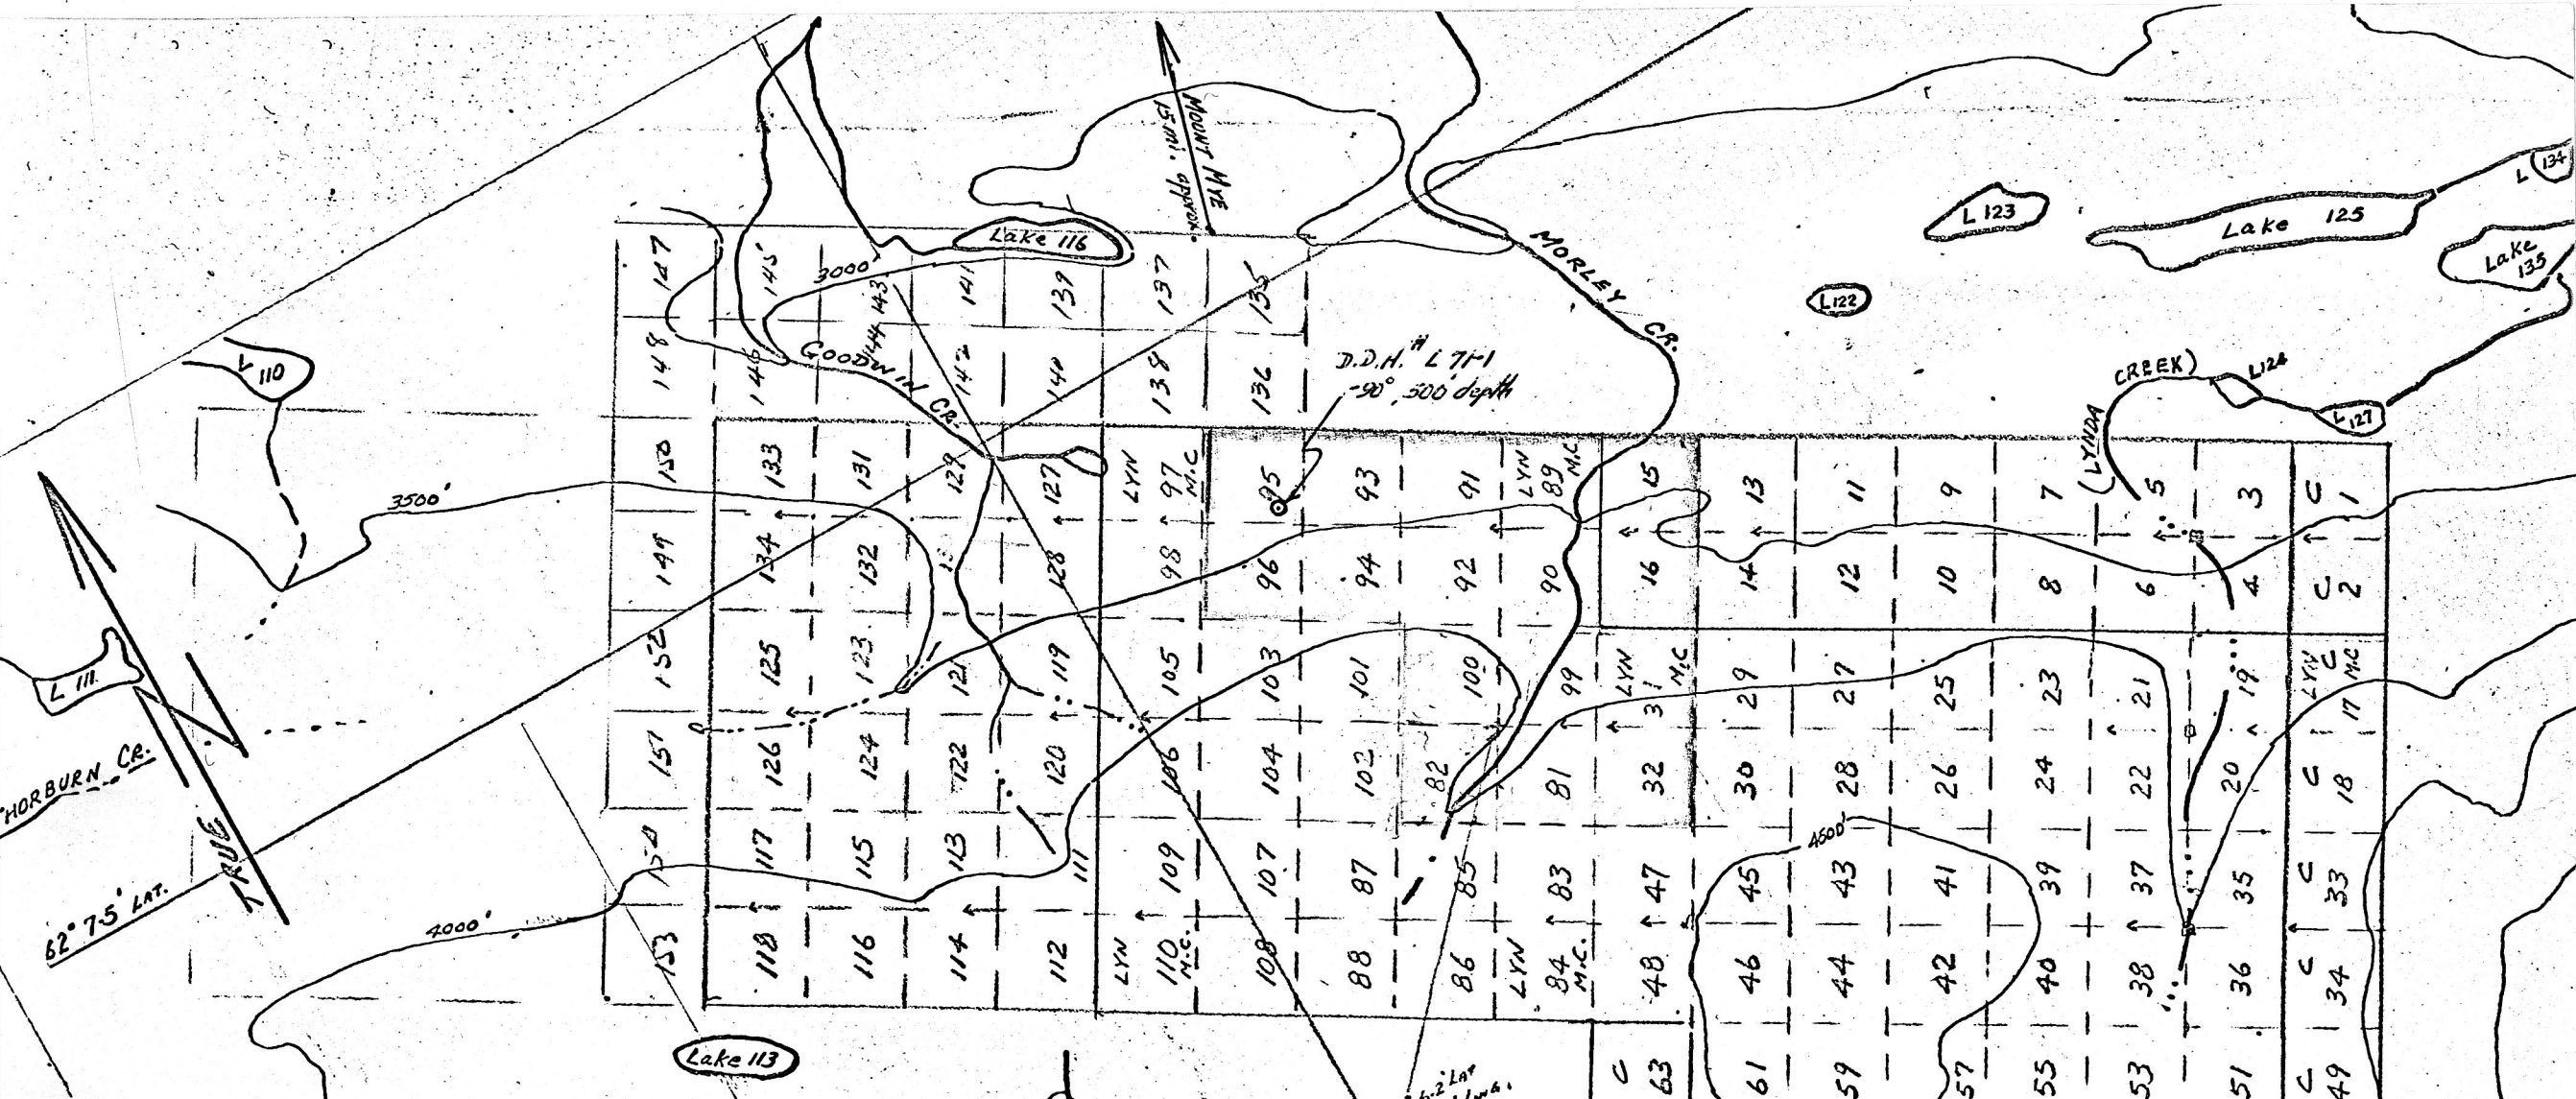 MOUNT MYE
15 mi. approx.
L 134
L 123
Lake 125
Lake 116
Lake
135
MORLEY CR.
L122
3000'
147 145' 143 141 139 137 135
148 146 144 142 140 138 136
GOODWIN CR.
D.D.H. # L 71-1
-90°, 500' depth
L 110
(LYNDA CREEK)
L124
L127
3500'
150 133 131 129 127 LYN 97 M.C 95 93 91 LYN 89 M.C 15 13 11 9 7 5 3 C 1
149 134 132 128 98 96 94 92 90 16 14 12 10 8 6 4 C 2
152 125 123 121 119 105 103 101 100 99 LYN 31 M.C 29 27 25 23 21 19 LYN C 17 M.C
L 111
151 126 124 122 120 106 104 102 82 81 32 30 28 26 24 22 20 C 18
HORBURN CR.
TRUE N
4500'
62° 7.5' LAT.
150 117 115 113 111 109 107 87 85 83 47 45 43 41 39 37 35 C 33
4000'
153 118 116 114 112 LYN 110 M.C. 108 88 86 LYN 84 M.C. 48 46 44 42 40 38 36 C 34
Lake 113
LAT
C 63 61 59 57 55 53 51 C 49